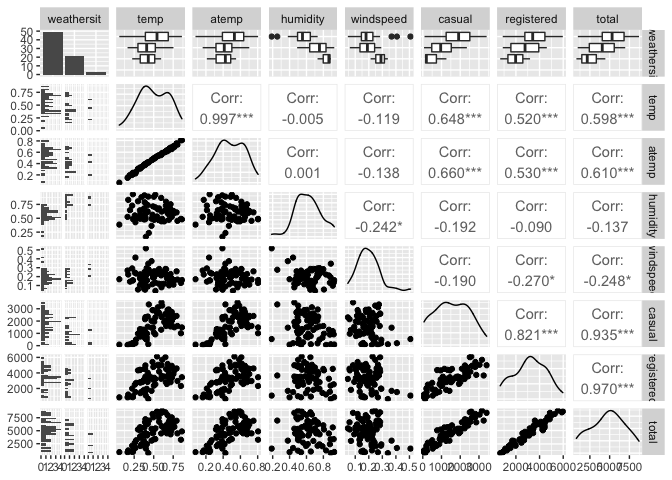 weathersit temp atemp humidity windspeed casual registered total
50
40
30
20
10
0
weathersi
0.75
0.50
0.25
0.00
Corr: Corr: Corr: Corr: Corr: Corr:
0.997*** -0.005 -0.119 0.648*** 0.520*** 0.598***
temp
0.8
0.6
0.4
0.2
Corr: Corr: Corr: Corr: Corr:
0.001 -0.138 0.660*** 0.530*** 0.610***
atemp
0.75
0.50
0.25
Corr: Corr: Corr: Corr:
-0.242* -0.192 -0.090 -0.137
humidity
0.5
0.4
0.3
0.2
0.1
Corr: Corr: Corr:
-0.190 -0.270* -0.248*
windspeed
3000
2000
1000
0
Corr: Corr:
0.821*** 0.935***
casual
6000
4000
2000
Corr:
0.970***
registered
7500
5000
2500
total
01234 01234 01234 0.25 0.50 0.75 0.2 0.4 0.6 0.8 0.2 0.4 0.6 0.8 0.1 0.2 0.3 0.4 0.5 0 1000 2000 3000 2000 4000 6000 2500 5000 7500